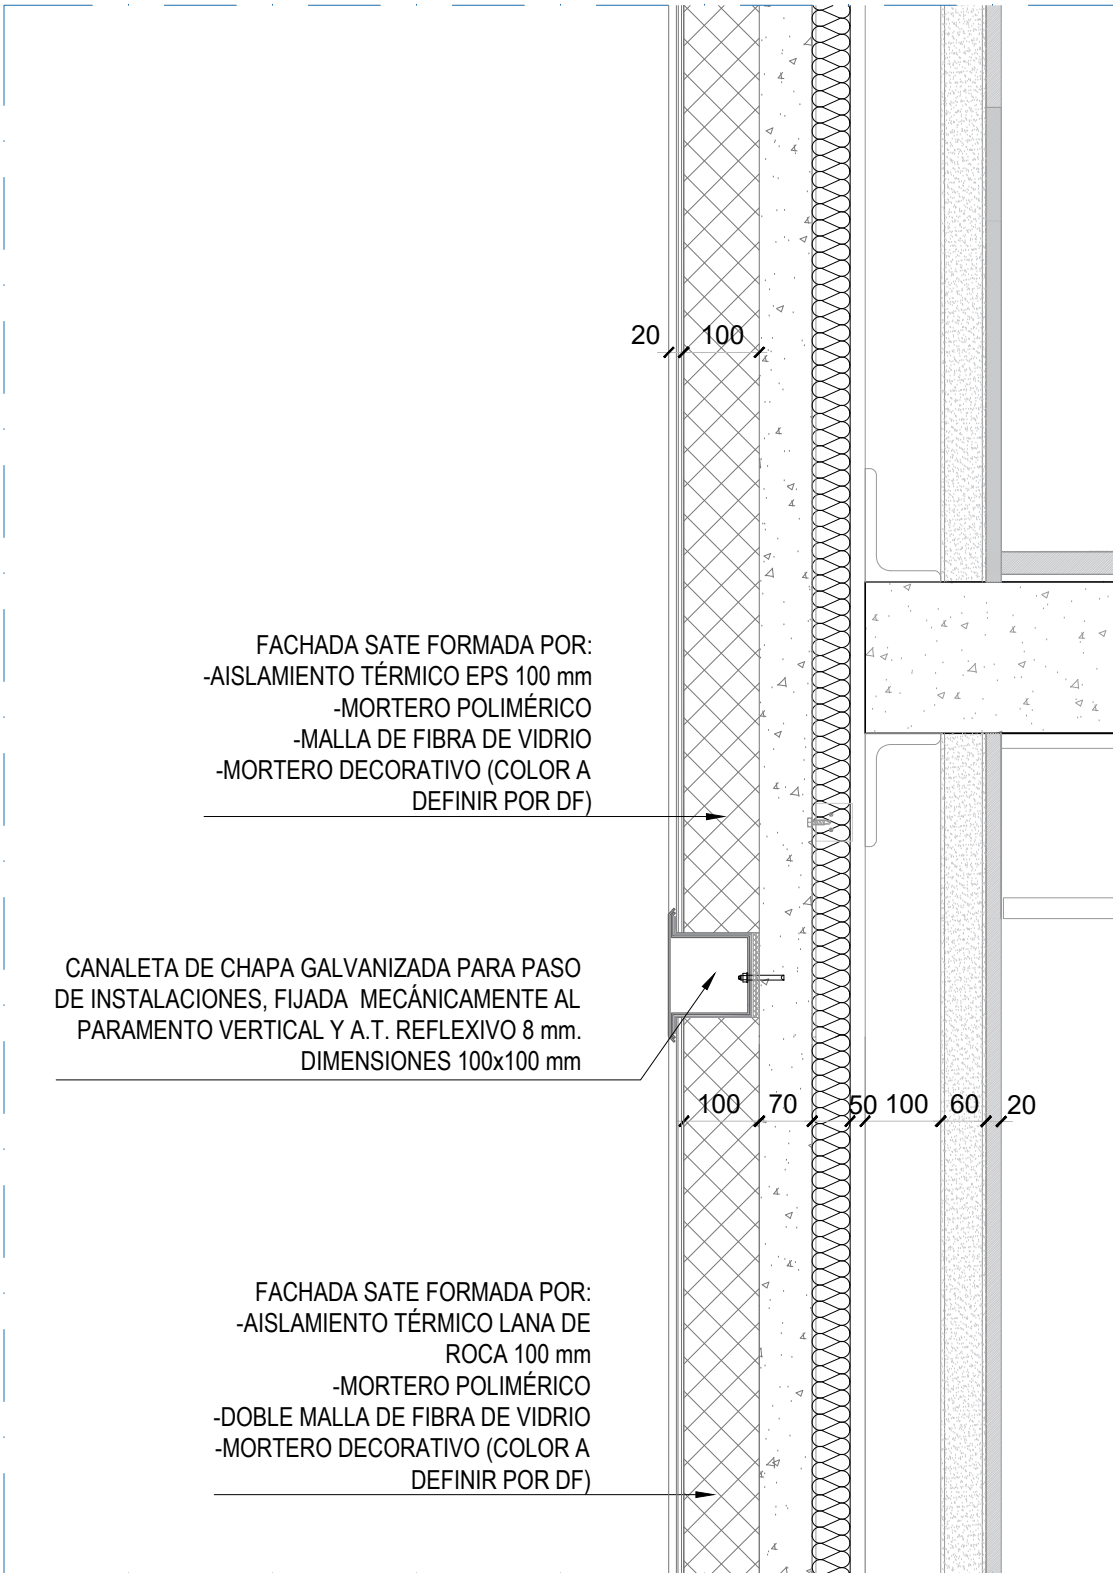 20 100
FACHADA SATE FORMADA POR:
-AISLAMIENTO TÉRMICO EPS 100 mm
-MORTERO POLIMÉRICO
-MALLA DE FIBRA DE VIDRIO
-MORTERO DECORATIVO (COLOR A
DEFINIR POR DF)
CANALETA DE CHAPA GALVANIZADA PARA PASO
DE INSTALACIONES, FIJADA MECÁNICAMENTE AL
PARAMENTO VERTICAL Y A.T. REFLEXIVO 8 mm.
DIMENSIONES 100x100 mm
100 70 50 100 60 20
FACHADA SATE FORMADA POR:
-AISLAMIENTO TÉRMICO LANA DE
ROCA 100 mm
-MORTERO POLIMÉRICO
-DOBLE MALLA DE FIBRA DE VIDRIO
-MORTERO DECORATIVO (COLOR A
DEFINIR POR DF)